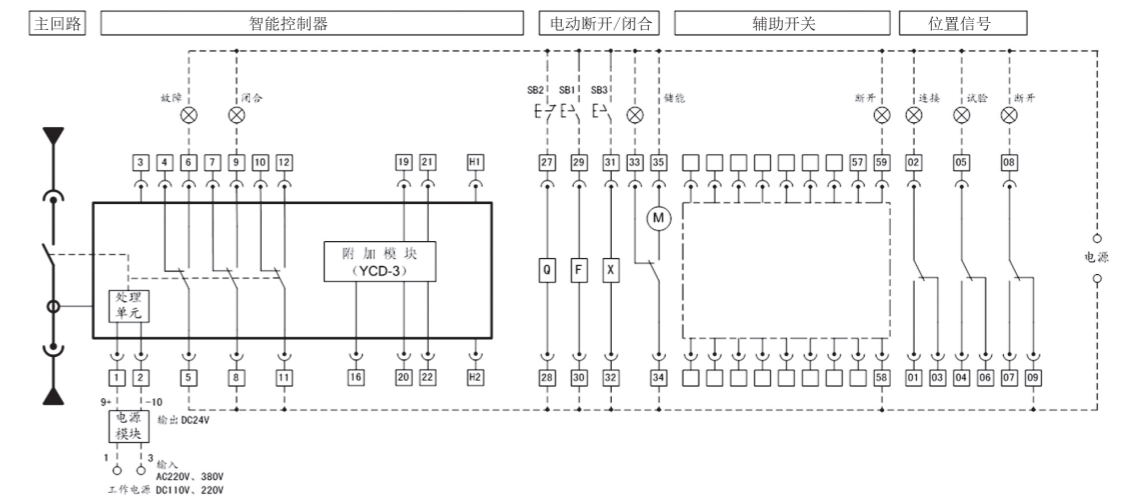 主回路 智能控制器 电动断开/闭合 辅助开关 位置信号
故障 闭合 SB2 SB1 SB3 储能 断开 连接 试验 断开
3 4 6 7 9 10 12 19 21 H1 27 29 31 33 35 57 59 02 05 08
M
附加模块
(YCD-3)
Q F X
电源
处理
单元
1 2 5 8 11 16 20 22 H2 28 30 32 34 58 01 03 04 06 07 09
9+ -10
电源
模块
输出DC24V
1 3
输入
AC220V、380V
工作电源 DC110V、220V